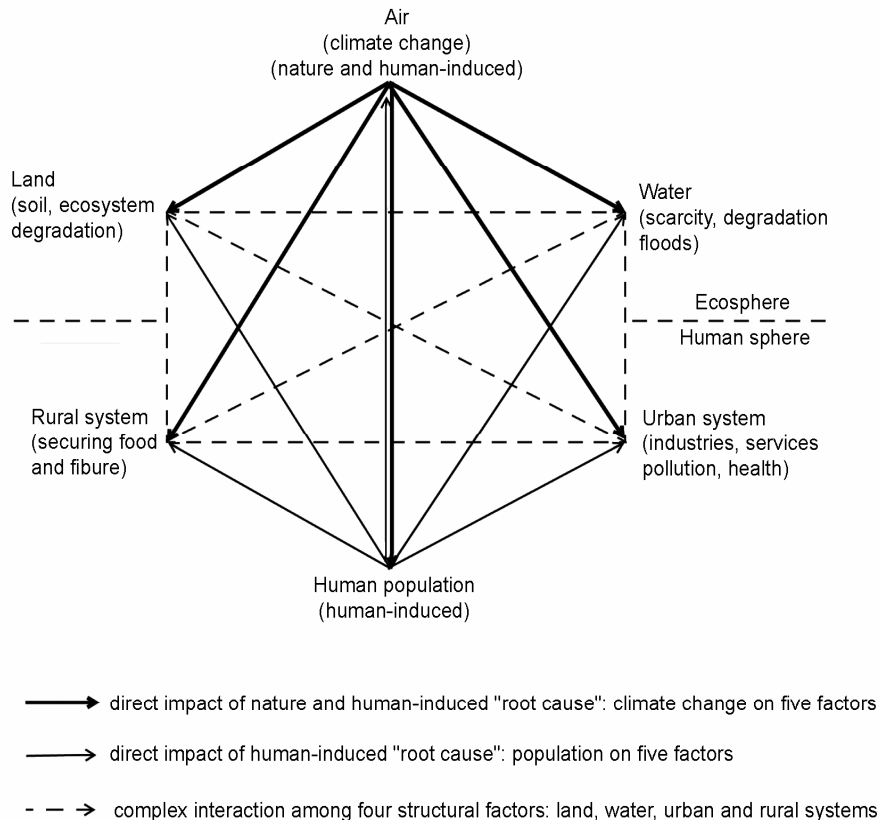 Air
(climate change)
(nature and human-induced)
Land
(soil, ecosystem
degradation)
Water
(scarcity, degradation
floods)
Ecosphere
Human sphere
Rural system
(securing food
and fibure)
Urban system
(industries, services
pollution, health)
Human population
(human-induced)
direct impact of nature and human-induced "root cause": climate change on five factors
direct impact of human-induced "root cause": population on five factors
complex interaction among four structural factors: land, water, urban and rural systems